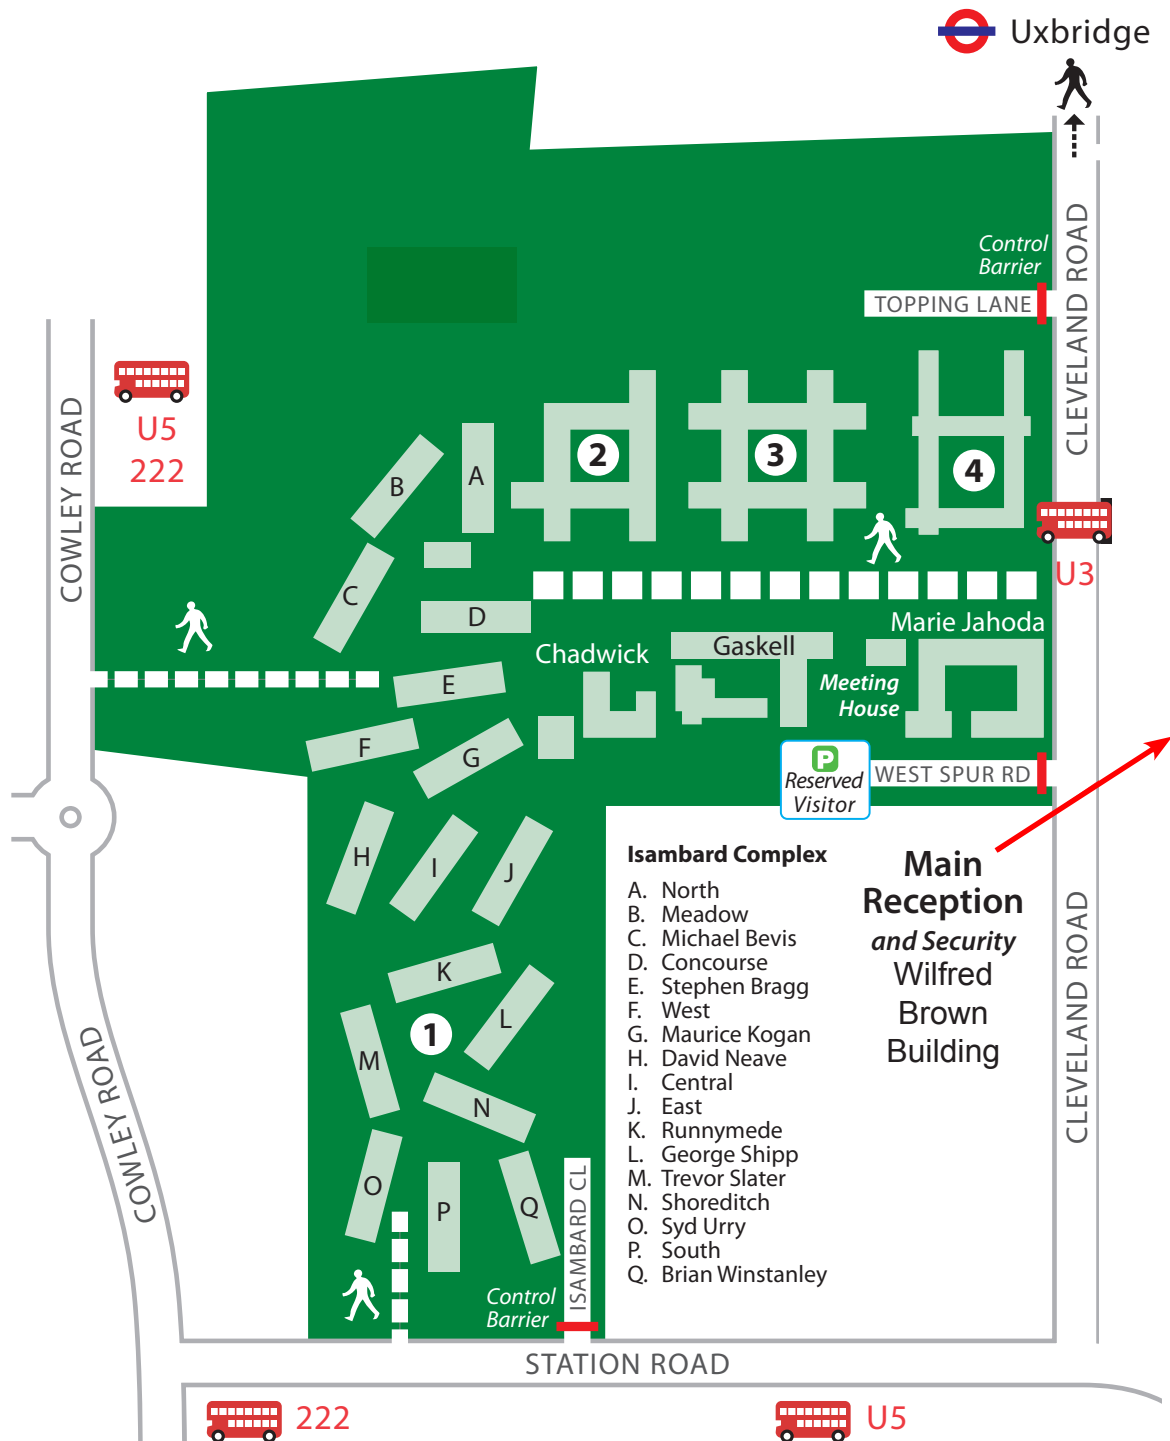 Uxbridge
Control
Barrier
TOPPING LANE
CLEVELAND ROAD
U5
222
COWLEY ROAD
2
3
4
A
B
C
D
U3
Marie Jahoda
Chadwick
Gaskell
Meeting
House
E
F
G
P
Reserved
Visitor
WEST SPUR RD
H
I
J
Isambard Complex
A. North
B. Meadow
C. Michael Bevis
D. Concourse
E. Stephen Bragg
F. West
G. Maurice Kogan
H. David Neave
I. Central
J. East
K. Runnymede
L. George Shipp
M. Trevor Slater
N. Shoreditch
O. Syd Urry
P. South
Q. Brian Winstanley
Main
Reception
and Security
Wilfred
Brown
Building
CLEVELAND ROAD
K
L
1
M
N
O
P
Q
COWLEY ROAD
ISAMBARD CL
Control
Barrier
STATION ROAD
222
U5